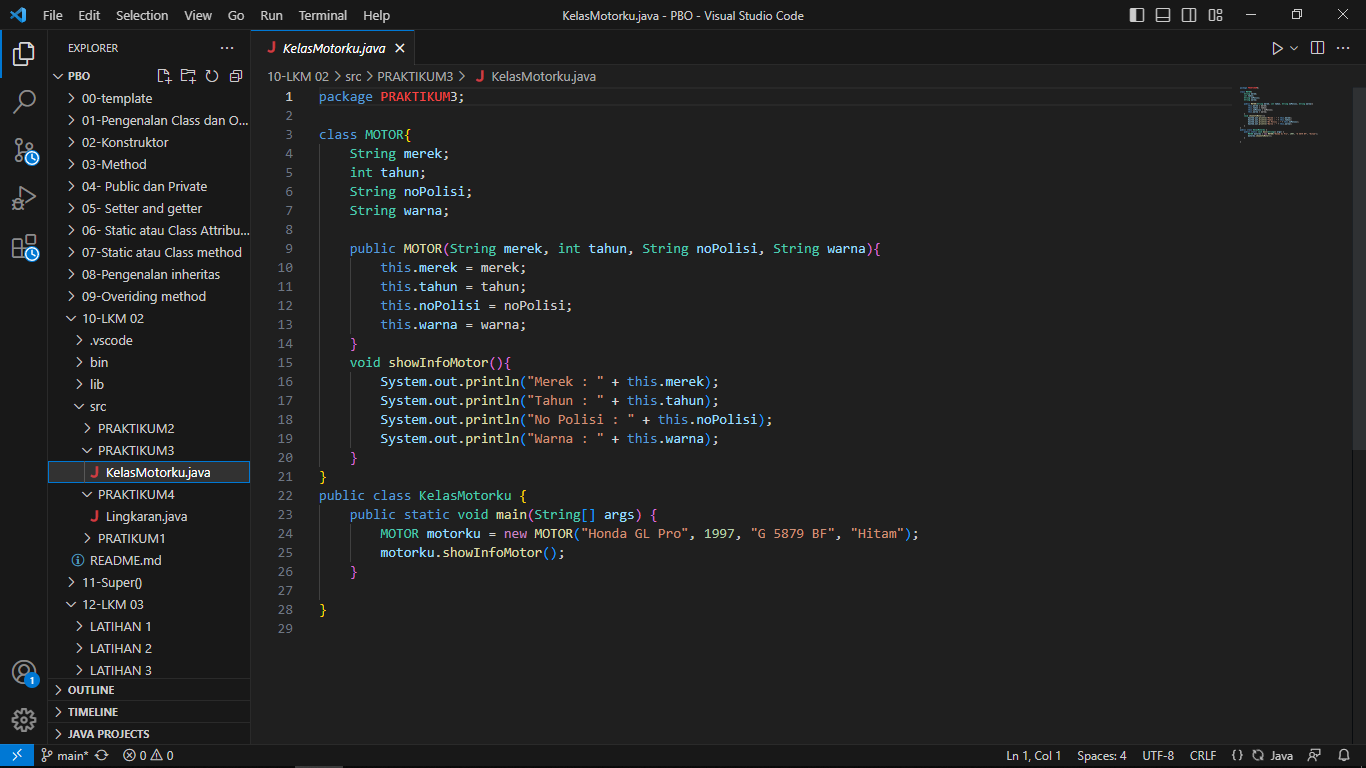 File Edit Selection View Go Run Terminal Help KelasMotorku.java - PBO - Visual Studio Code
EXPLORER
PBO
00-template
01-Pengenalan Class dan O...
02-Konstruktor
03-Method
04- Public dan Private
05- Setter and getter
06- Static atau Class Attribu...
07-Static atau Class method
08-Pengenalan inheritas
09-Overiding method
10-LKM 02
.vscode
bin
lib
src
PRAKTIKUM2
PRAKTIKUM3
KelasMotorku.java
PRAKTIKUM4
Lingkaran.java
PRATIKUM1
README.md
11-Super()
12-LKM 03
LATIHAN 1
LATIHAN 2
LATIHAN 3
OUTLINE
TIMELINE
JAVA PROJECTS
KelasMotorku.java
10-LKM 02 > src > PRAKTIKUM3 > KelasMotorku.java
1 package PRAKTIKUM3;
2
3 class MOTOR{
4 String merek;
5 int tahun;
6 String noPolisi;
7 String warna;
8
9 public MOTOR(String merek, int tahun, String noPolisi, String warna){
10 this.merek = merek;
11 this.tahun = tahun;
12 this.noPolisi = noPolisi;
13 this.warna = warna;
14 }
15 void showInfoMotor(){
16 System.out.println("Merek : " + this.merek);
17 System.out.println("Tahun : " + this.tahun);
18 System.out.println("No Polisi : " + this.noPolisi);
19 System.out.println("Warna : " + this.warna);
20 }
21 }
22 public class KelasMotorku {
23 public static void main(String[] args) {
24 MOTOR motorku = new MOTOR("Honda GL Pro", 1997, "G 5879 BF", "Hitam");
25 motorku.showInfoMotor();
26 }
27
28 }
29
1
main* 0 0 Ln 1, Col 1 Spaces: 4 UTF-8 CRLF {} Java